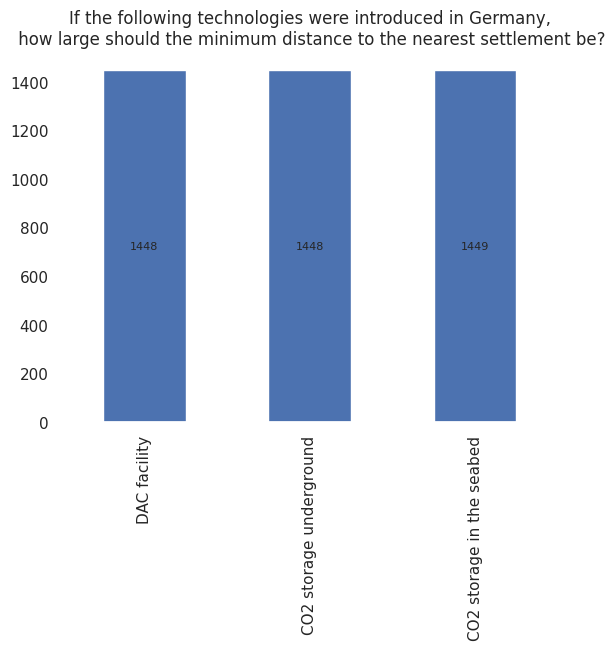 If the following technologies were introduced in Germany,
how large should the minimum distance to the nearest settlement be?
1400
1200
1000
800
600
400
200
0
1448
1448
1449
DAC facility
CO2 storage underground
CO2 storage in the seabed